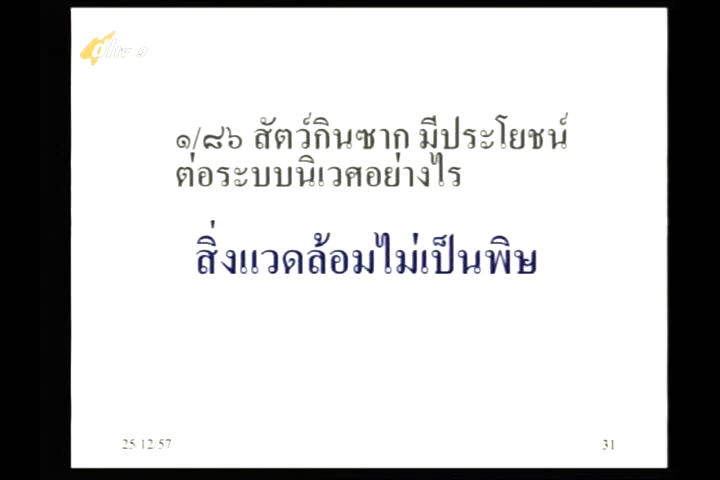 dltv 9
๑/๘๖ สัตว์กินซาก มีประโยชน์
ต่อระบบนิเวศอย่างไร
สิ่งแวดล้อมไม่เป็นพิษ
25/12/57
31